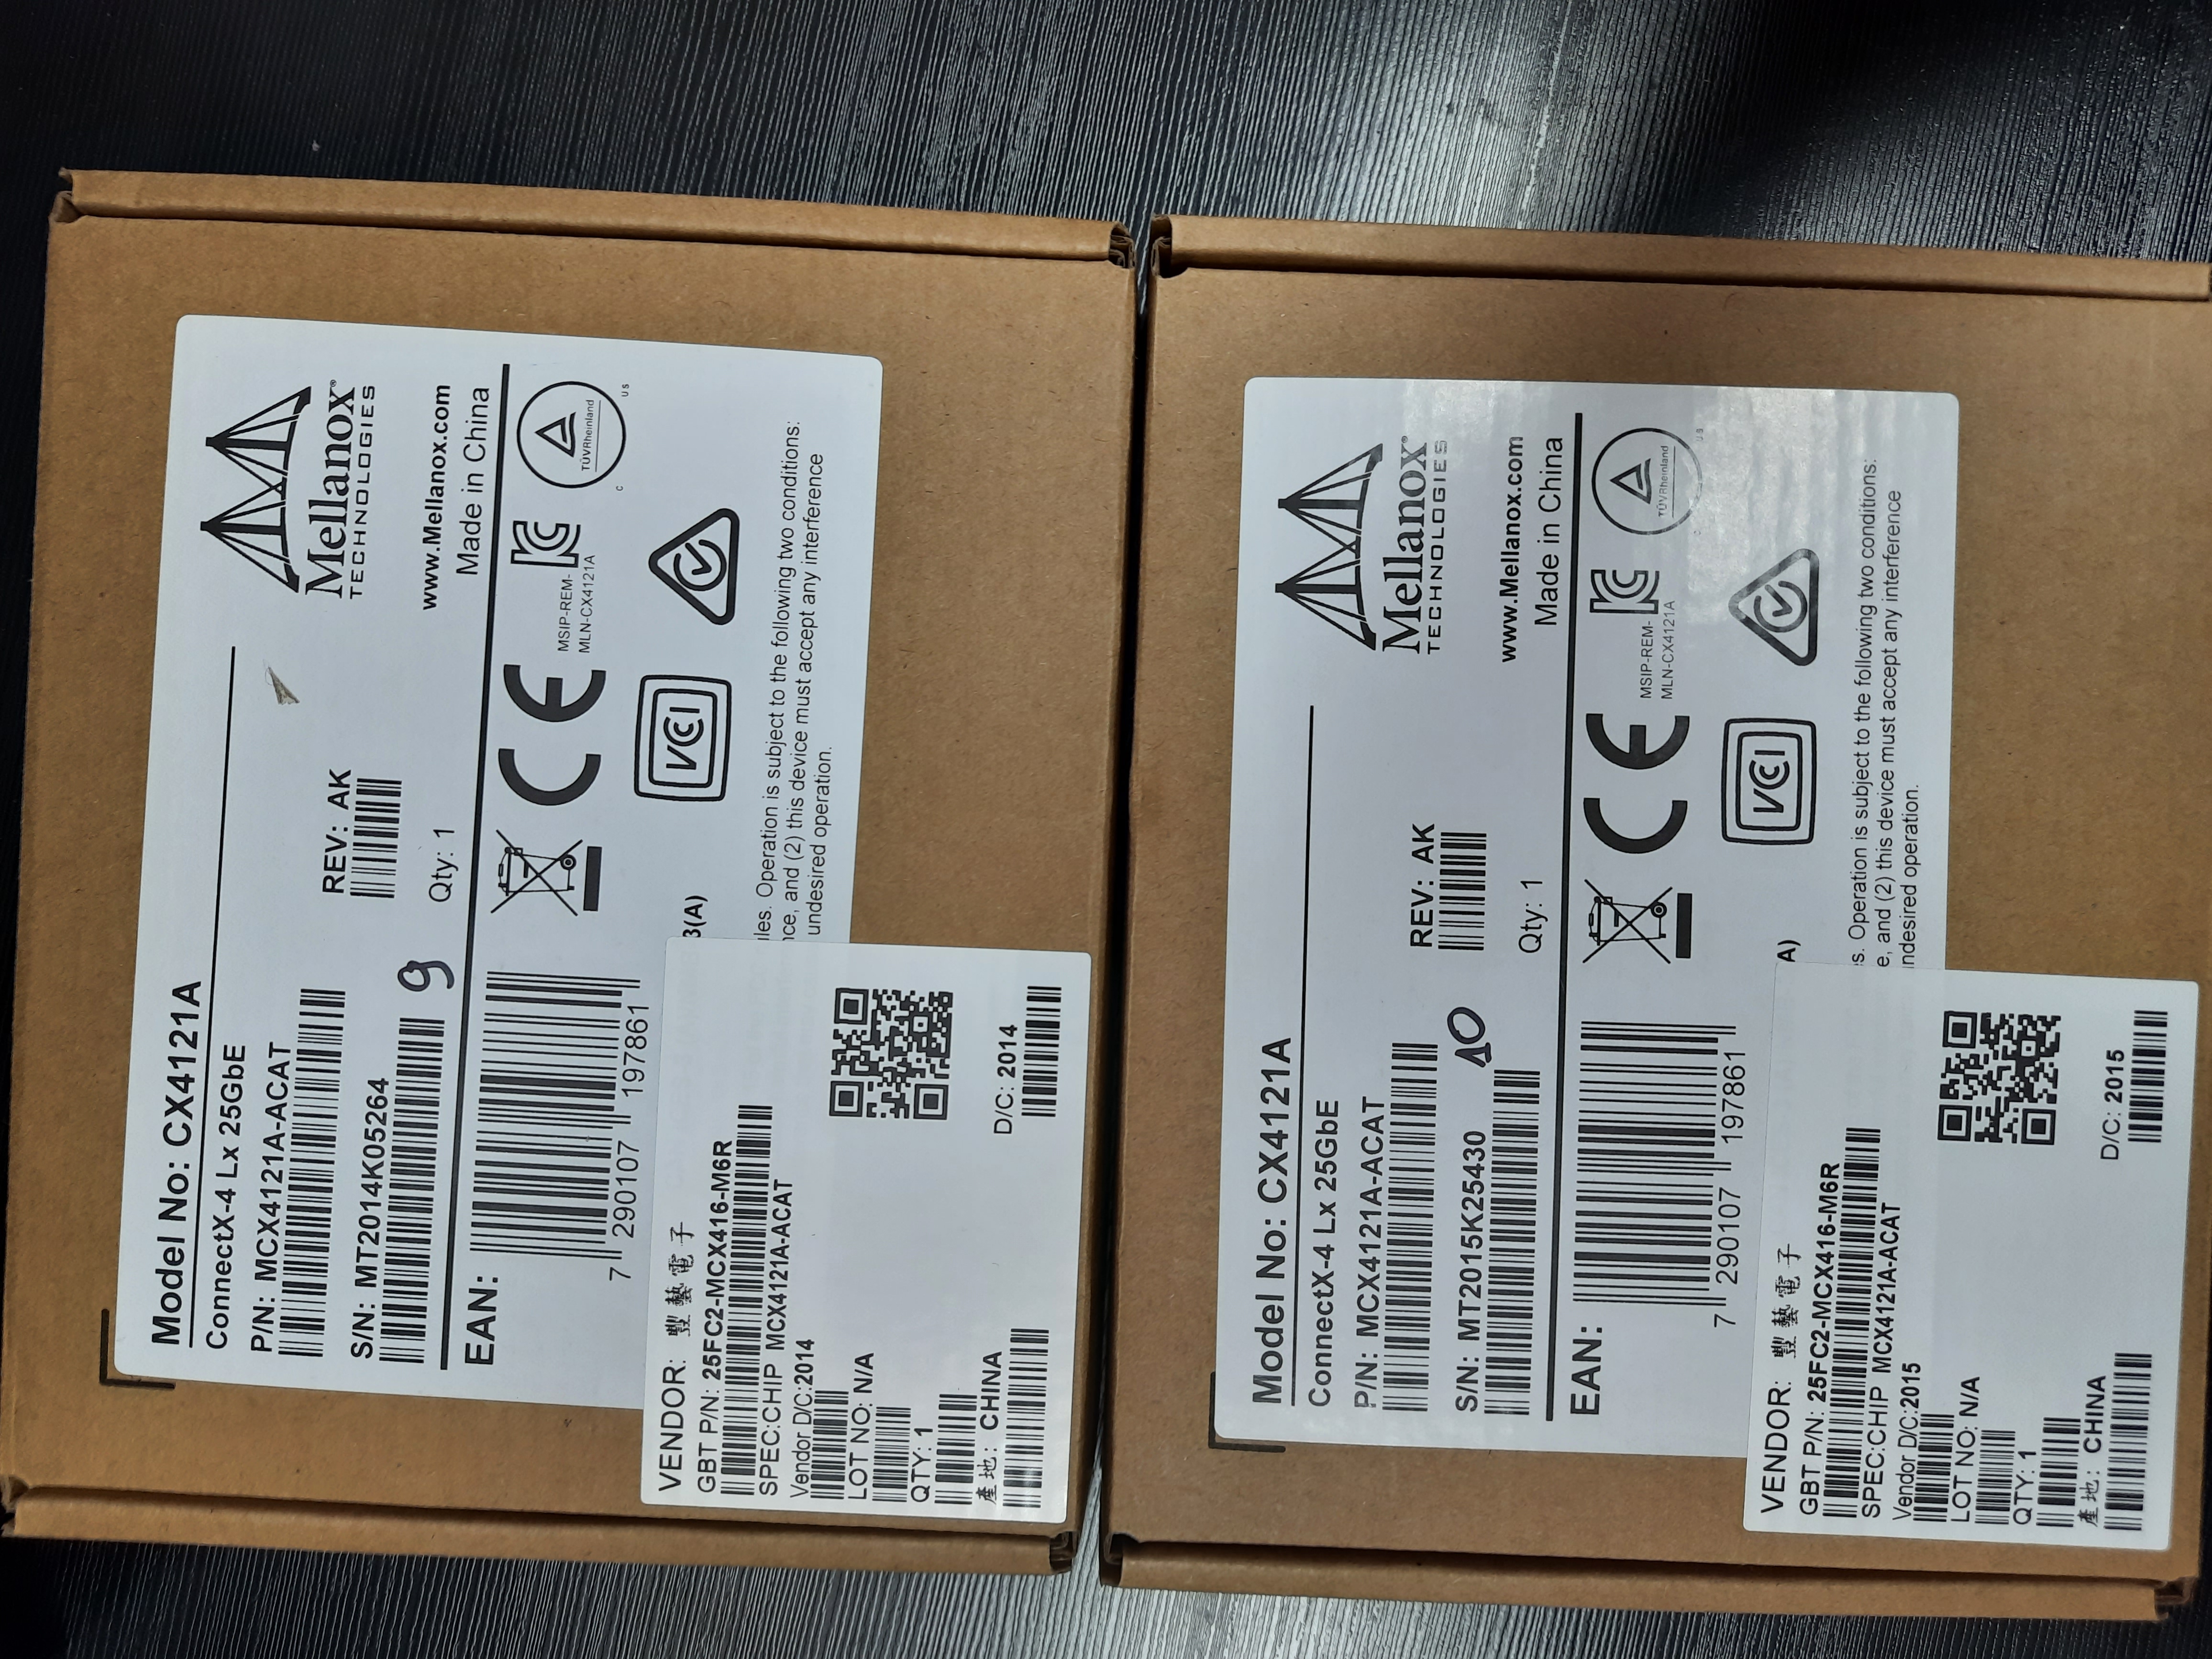 Model No: CX4121A
ConnectX-4 Lx 25GbE
P/N: MCX4121A-ACAT
S/N: MT2014K05264
9
REV: AK
Qty: 1
Mellanox
TECHNOLOGIES
www.Mellanox.com
Made in China
EAN:
7 290107 197861
CE
MSIP-REM-
MLN-CX4121A
TÜVRheinland
C US
3(A)
VCI
les. Operation is subject to the following two conditions:
nce, and (2) this device must accept any interference
undesired operation.
VENDOR: 豐藝電子
GBT P/N: 25FC2-MCX416-M6R
SPEC:CHIP MCX4121A-ACAT
Vendor D/C:2014
LOT NO: N/A
QTY: 1
產地: CHINA
D/C: 2014
Model No: CX4121A
ConnectX-4 Lx 25GbE
P/N: MCX4121A-ACAT
S/N: MT2015K25430
10
REV: AK
Qty: 1
Mellanox
TECHNOLOGIES
www.Mellanox.com
Made in China
EAN:
7 290107 197861
CE
MSIP-REM-
MLN-CX4121A
TÜVRheinland
C US
A)
VCI
s. Operation is subject to the following two conditions:
e, and (2) this device must accept any interference
ndesired operation.
VENDOR: 豐藝電子
GBT P/N: 25FC2-MCX416-M6R
SPEC:CHIP MCX4121A-ACAT
Vendor D/C:2015
LOT NO: N/A
QTY: 1
產地: CHINA
D/C: 2015